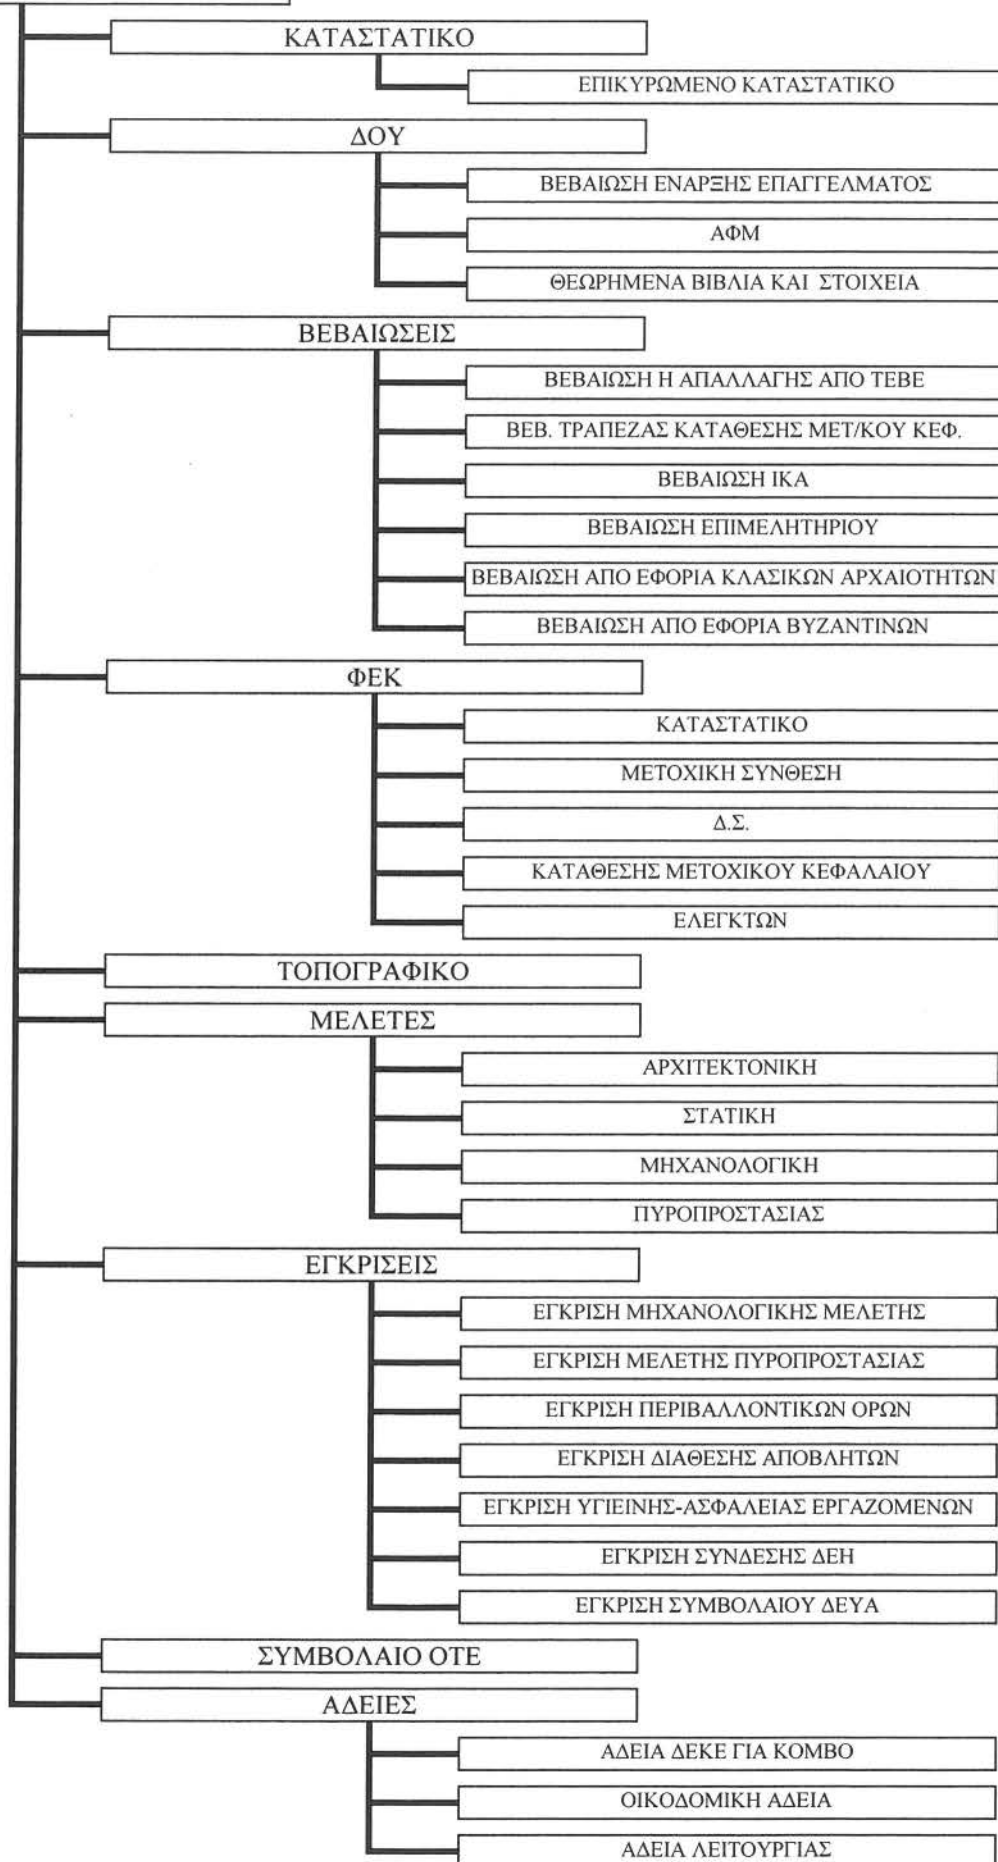 ΚΑΤΑΣΤΑΤΙΚΟ
ΕΠΙΚΥΡΩΜΕΝΟ ΚΑΤΑΣΤΑΤΙΚΟ
ΔΟΥ
ΒΕΒΑΙΩΣΗ ΕΝΑΡΞΗΣ ΕΠΑΓΓΕΛΜΑΤΟΣ
ΑΦΜ
ΘΕΩΡΗΜΕΝΑ ΒΙΒΛΙΑ ΚΑΙ ΣΤΟΙΧΕΙΑ
ΒΕΒΑΙΩΣΕΙΣ
ΒΕΒΑΙΩΣΗ Η ΑΠΑΛΛΑΓΗΣ ΑΠΟ ΤΕΒΕ
ΒΕΒ. ΤΡΑΠΕΖΑΣ ΚΑΤΑΘΕΣΗΣ ΜΕΤ/ΚΟΥ ΚΕΦ.
ΒΕΒΑΙΩΣΗ ΙΚΑ
ΒΕΒΑΙΩΣΗ ΕΠΙΜΕΛΗΤΗΡΙΟΥ
ΒΕΒΑΙΩΣΗ ΑΠΟ ΕΦΟΡΙΑ ΚΛΑΣΙΚΩΝ ΑΡΧΑΙΟΤΗΤΩΝ
ΒΕΒΑΙΩΣΗ ΑΠΟ ΕΦΟΡΙΑ ΒΥΖΑΝΤΙΝΩΝ
ΦΕΚ
ΚΑΤΑΣΤΑΤΙΚΟ
ΜΕΤΟΧΙΚΗ ΣΥΝΘΕΣΗ
Δ.Σ.
ΚΑΤΑΘΕΣΗΣ ΜΕΤΟΧΙΚΟΥ ΚΕΦΑΛΑΙΟΥ
ΕΛΕΓΚΤΩΝ
ΤΟΠΟΓΡΑΦΙΚΟ
ΜΕΛΕΤΕΣ
ΑΡΧΙΤΕΚΤΟΝΙΚΗ
ΣΤΑΤΙΚΗ
ΜΗΧΑΝΟΛΟΓΙΚΗ
ΠΥΡΟΠΡΟΣΤΑΣΙΑΣ
ΕΓΚΡΙΣΕΙΣ
ΕΓΚΡΙΣΗ ΜΗΧΑΝΟΛΟΓΙΚΗΣ ΜΕΛΕΤΗΣ
ΕΓΚΡΙΣΗ ΜΕΛΕΤΗΣ ΠΥΡΟΠΡΟΣΤΑΣΙΑΣ
ΕΓΚΡΙΣΗ ΠΕΡΙΒΑΛΛΟΝΤΙΚΩΝ ΟΡΩΝ
ΕΓΚΡΙΣΗ ΔΙΑΘΕΣΗΣ ΑΠΟΒΛΗΤΩΝ
ΕΓΚΡΙΣΗ ΥΓΙΕΙΝΗΣ-ΑΣΦΑΛΕΙΑΣ ΕΡΓΑΖΟΜΕΝΩΝ
ΕΓΚΡΙΣΗ ΣΥΝΔΕΣΗΣ ΔΕΗ
ΕΓΚΡΙΣΗ ΣΥΜΒΟΛΑΙΟΥ ΔΕΥΑ
ΣΥΜΒΟΛΑΙΟ ΟΤΕ
ΑΔΕΙΕΣ
ΑΔΕΙΑ ΔΕΚΕ ΓΙΑ ΚΟΜΒΟ
ΟΙΚΟΔΟΜΙΚΗ ΑΔΕΙΑ
ΑΔΕΙΑ ΛΕΙΤΟΥΡΓΙΑΣ